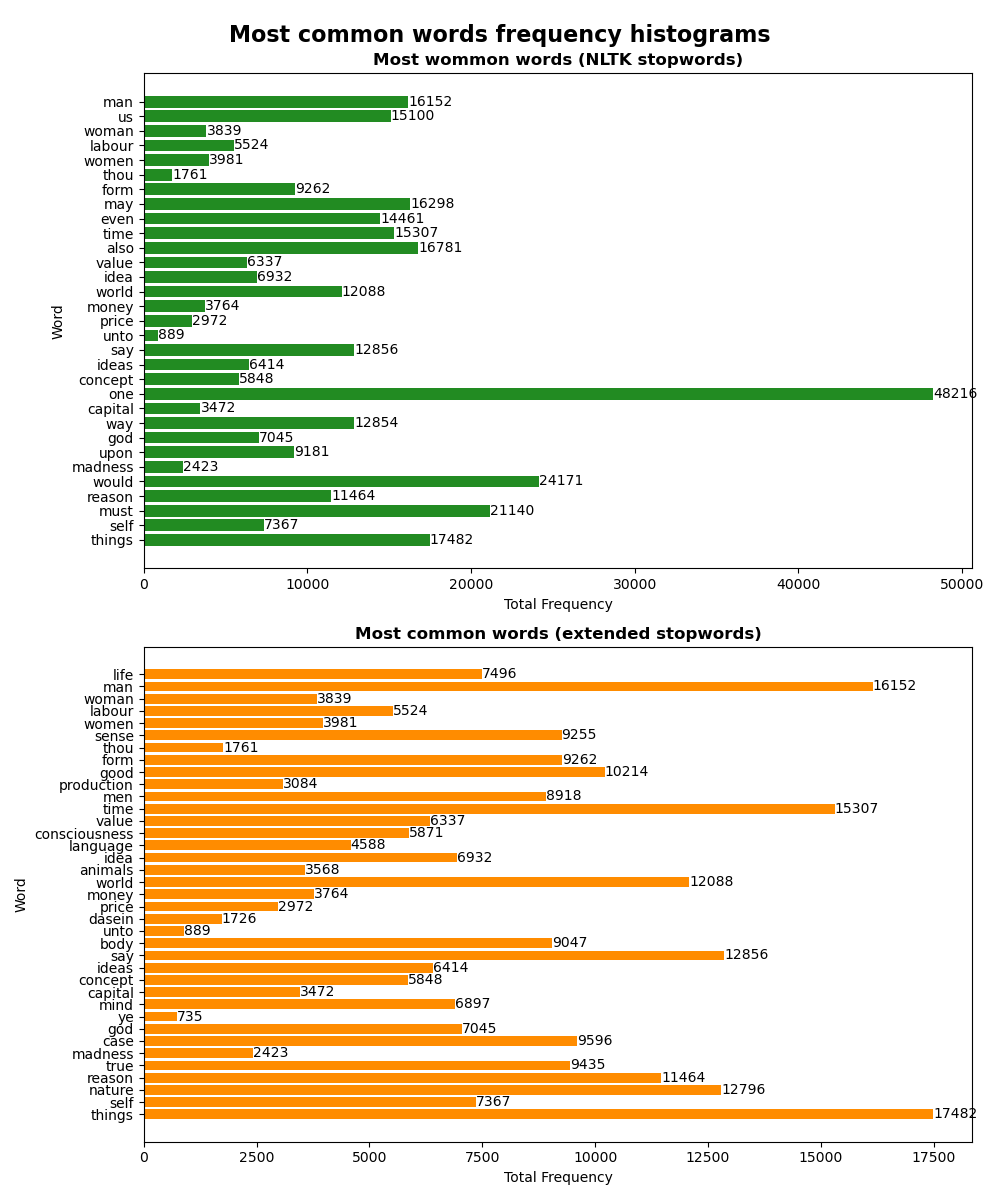 Most common words frequency histograms
Most wommon words (NLTK stopwords)
man 16152
us 15100
woman 3839
labour 5524
women 3981
thou 1761
form 9262
may 16298
even 14461
time 15307
also 16781
value 6337
idea 6932
world 12088
money 3764
price 2972
unto 889
say 12856
ideas 6414
concept 5848
one 48216
capital 3472
way 12854
god 7045
upon 9181
madness 2423
would 24171
reason 11464
must 21140
self 7367
things 17482
Word
0 10000 20000 30000 40000 50000
Total Frequency
Most common words (extended stopwords)
life 7496
man 16152
woman 3839
labour 5524
women 3981
sense 9255
thou 1761
form 9262
good 10214
production 3084
men 8918
time 15307
value 6337
consciousness 5871
language 4588
idea 6932
animals 3568
world 12088
money 3764
price 2972
dasein 1726
unto 889
body 9047
say 12856
ideas 6414
concept 5848
capital 3472
mind 6897
ye 735
god 7045
case 9596
madness 2423
true 9435
reason 11464
nature 12796
self 7367
things 17482
Word
0 2500 5000 7500 10000 12500 15000 17500
Total Frequency